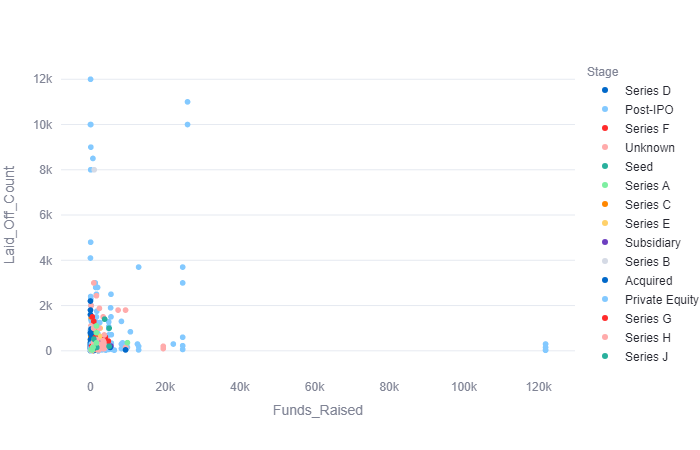 Stage
Series D
Post-IPO
Series F
Unknown
Seed
Series A
Series C
Series E
Subsidiary
Series B
Acquired
Private Equity
Series G
Series H
Series J
12k
10k
8k
6k
4k
2k
0
Laid_Off_Count
0 20k 40k 60k 80k 100k 120k
Funds_Raised